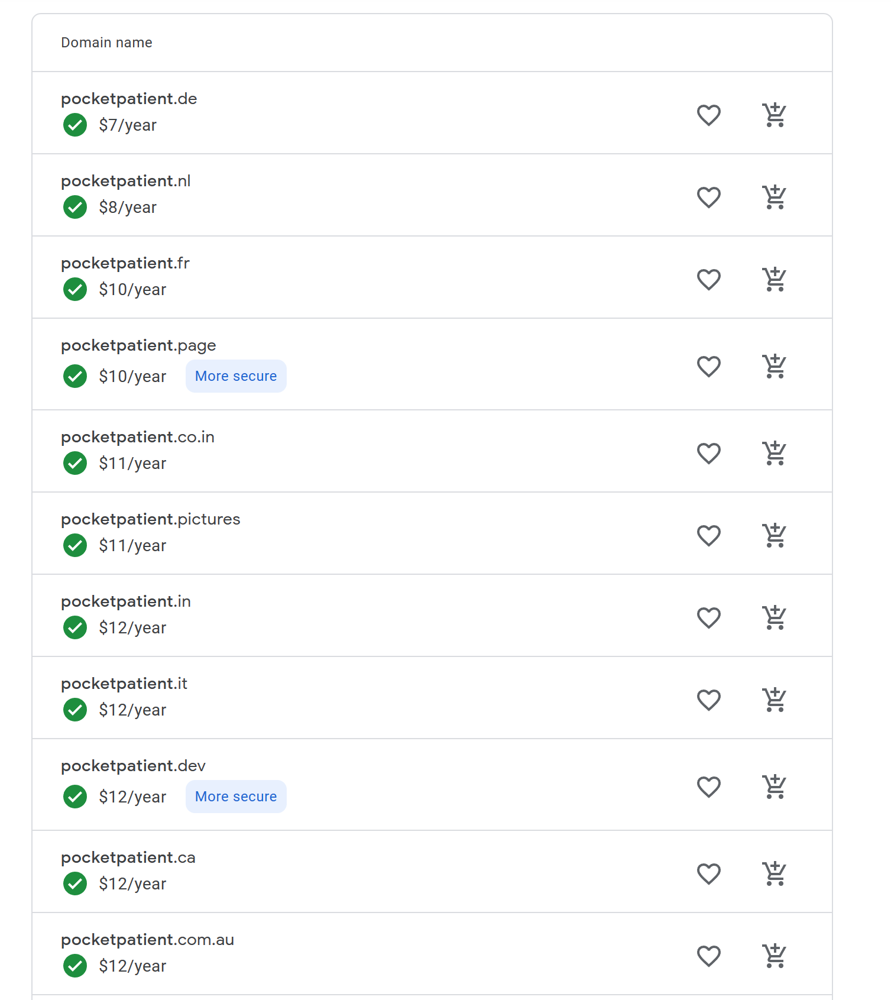 Domain name
pocketpatient.de
$7/year
pocketpatient.nl
$8/year
pocketpatient.fr
$10/year
pocketpatient.page
$10/year More secure
pocketpatient.co.in
$11/year
pocketpatient.pictures
$11/year
pocketpatient.in
$12/year
pocketpatient.it
$12/year
pocketpatient.dev
$12/year More secure
pocketpatient.ca
$12/year
pocketpatient.com.au
$12/year